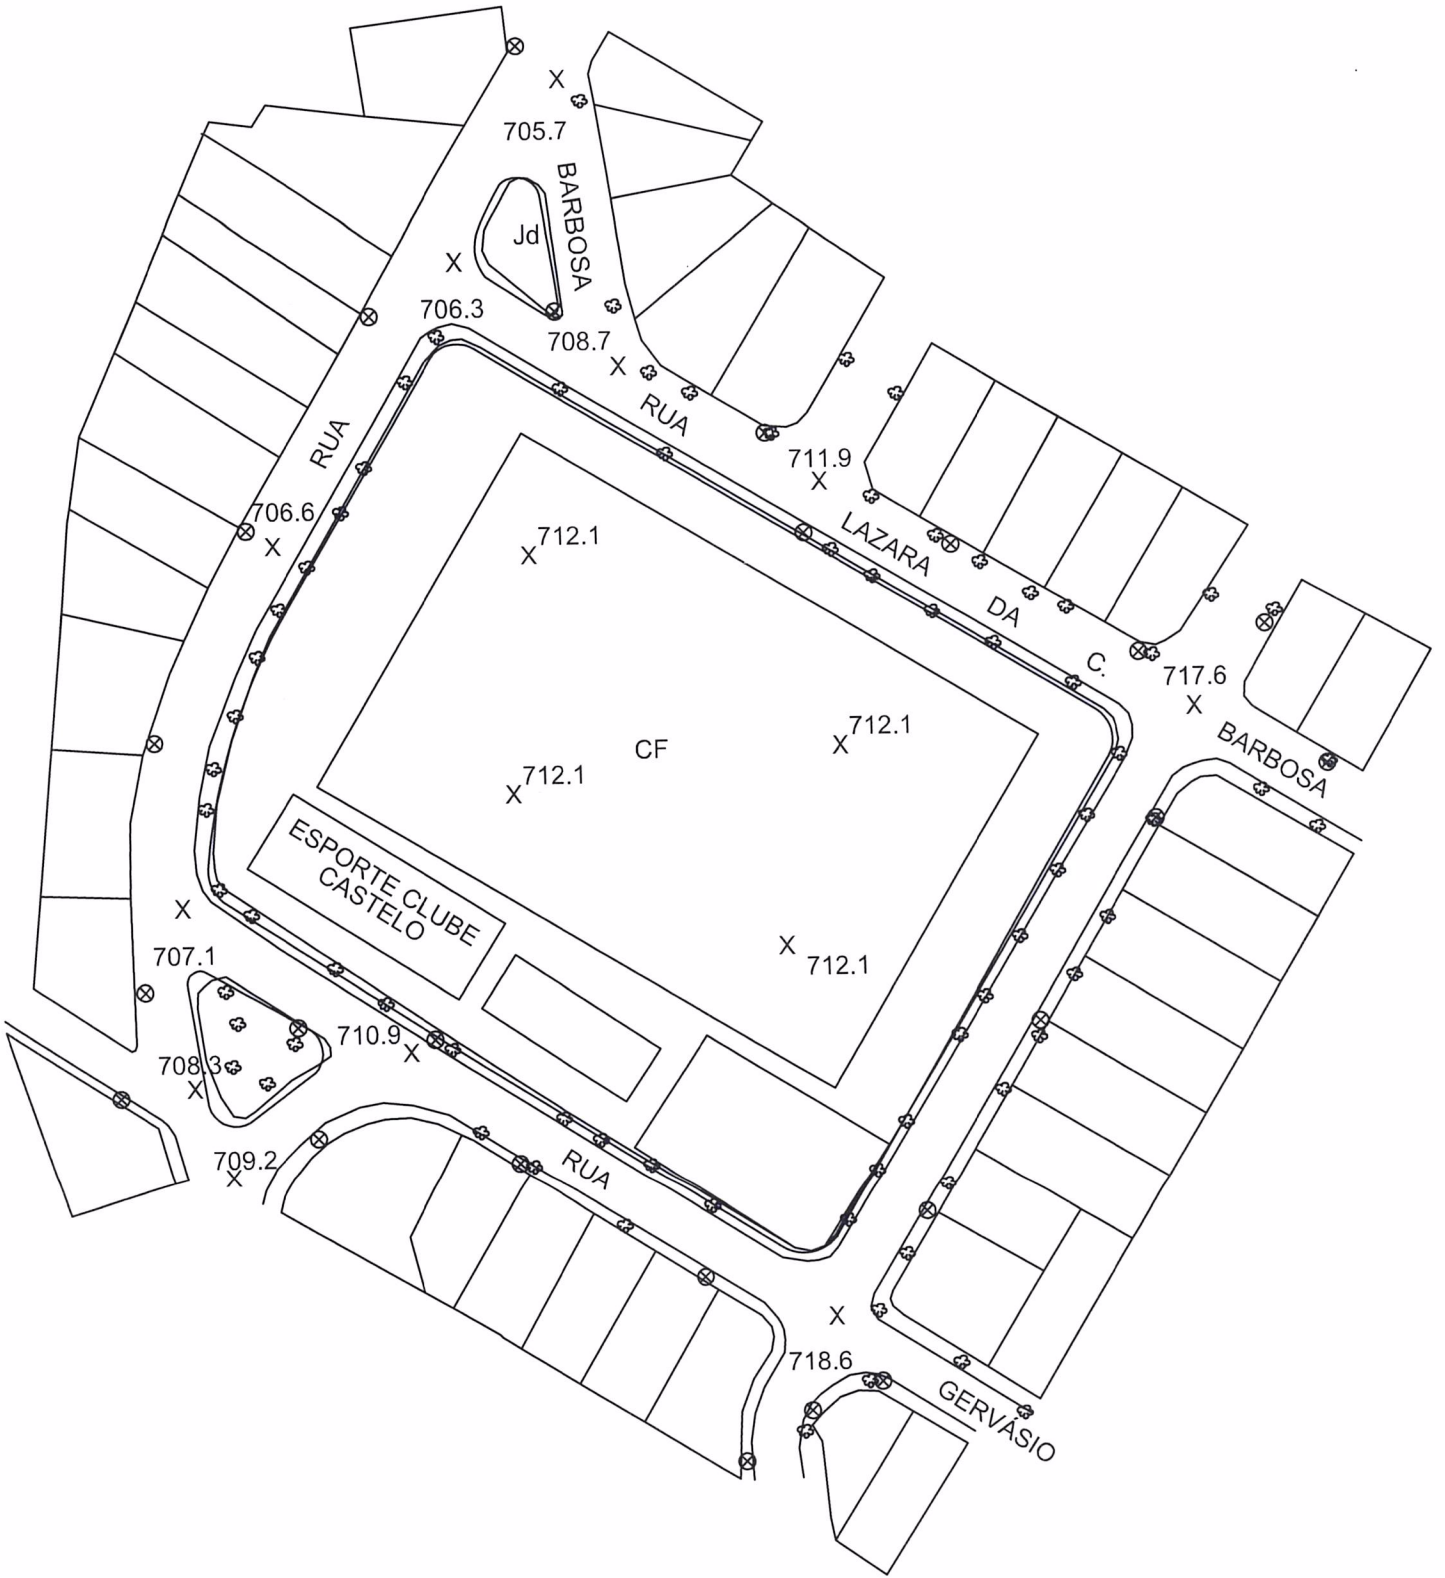 X
705.7
BARBOSA
Jd
X
706.3
708.7
X
RUA
RUA
711.9
X
706.6
X
712.1
X
LAZARA
DA
C.
717.6
X
712.1
X
CF
BARBOSA
712.1
X
ESPORTE CLUBE
CASTELO
X
707.1
X
712.1
710.9
X
708.3
X
709.2
X
RUA
X
718.6
GERVÁSIO